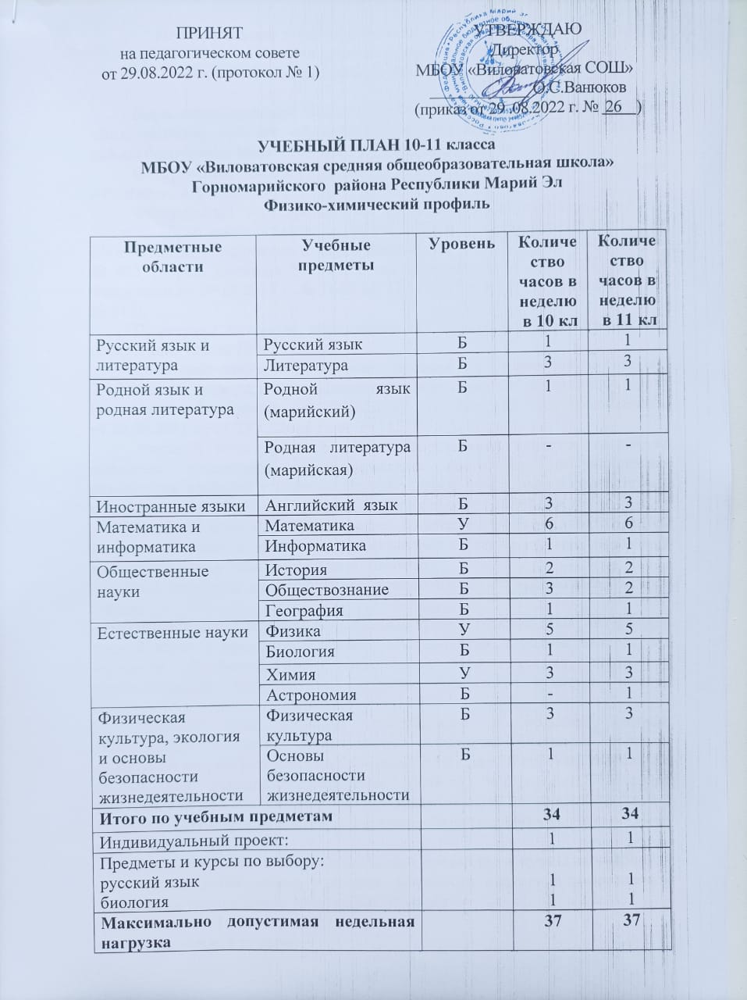 ПРИНЯТ
на педагогическом совете
от 29.08.2022 г. (протокол № 1)
УТВЕРЖДАЮ
Директор
МБОУ «Виловатовская СОШ»
О.С.Ванюков
(приказ от 29 .08.2022 г. № 26 )
УЧЕБНЫЙ ПЛАН 10-11 класса
МБОУ «Виловатовская средняя общеобразовательная школа»
Горномарийского района Республики Марий Эл
Физико-химический профиль
Предметные области Учебные предметы Уровень Количе ство часов в неделю в 10 кл Количе ство часов в неделю в 11 кл
Русский язык и литература Русский язык Б 1 1
Литература Б 3 3
Родной язык и родная литература Родной язык (марийский) Б 1 1
Родная литература (марийская) Б - -
Иностранные языки Английский язык Б 3 3
Математика и информатика Математика У 6 6
Информатика Б 1 1
Общественные науки История Б 2 2
Обществознание Б 3 2
География Б 1 1
Естественные науки Физика У 5 5
Биология Б 1 1
Химия У 3 3
Астрономия Б - 1
Физическая культура, экология и основы безопасности жизнедеятельности Физическая культура Б 3 3
Основы безопасности жизнедеятельности Б 1 1
Итого по учебным предметам 34 34
Индивидуальный проект: 1 1
Предметы и курсы по выбору:
русский язык 1 1
биология 1 1
Максимально допустимая недельная нагрузка 37 37